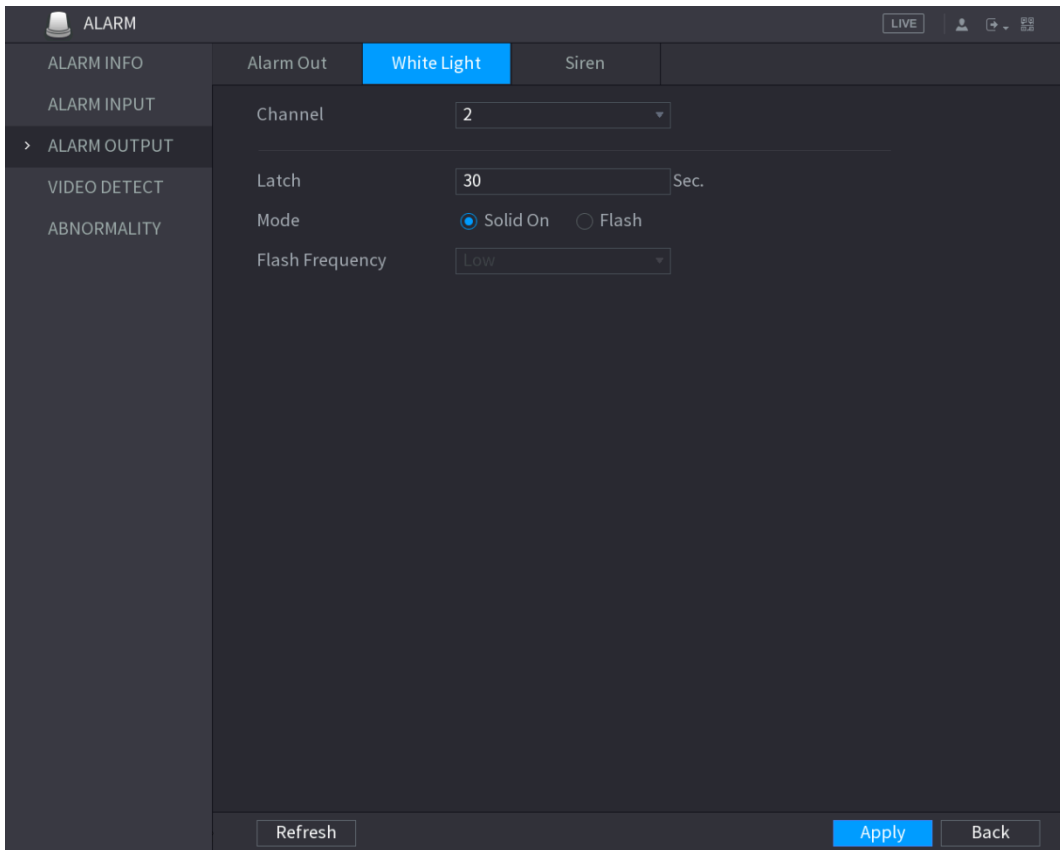 ALARM
LIVE
ALARM INFO
ALARM INPUT
> ALARM OUTPUT
VIDEO DETECT
ABNORMALITY
Alarm Out White Light Siren
Channel 2
Latch 30 Sec.
Mode Solid On Flash
Flash Frequency Low
Refresh Apply Back